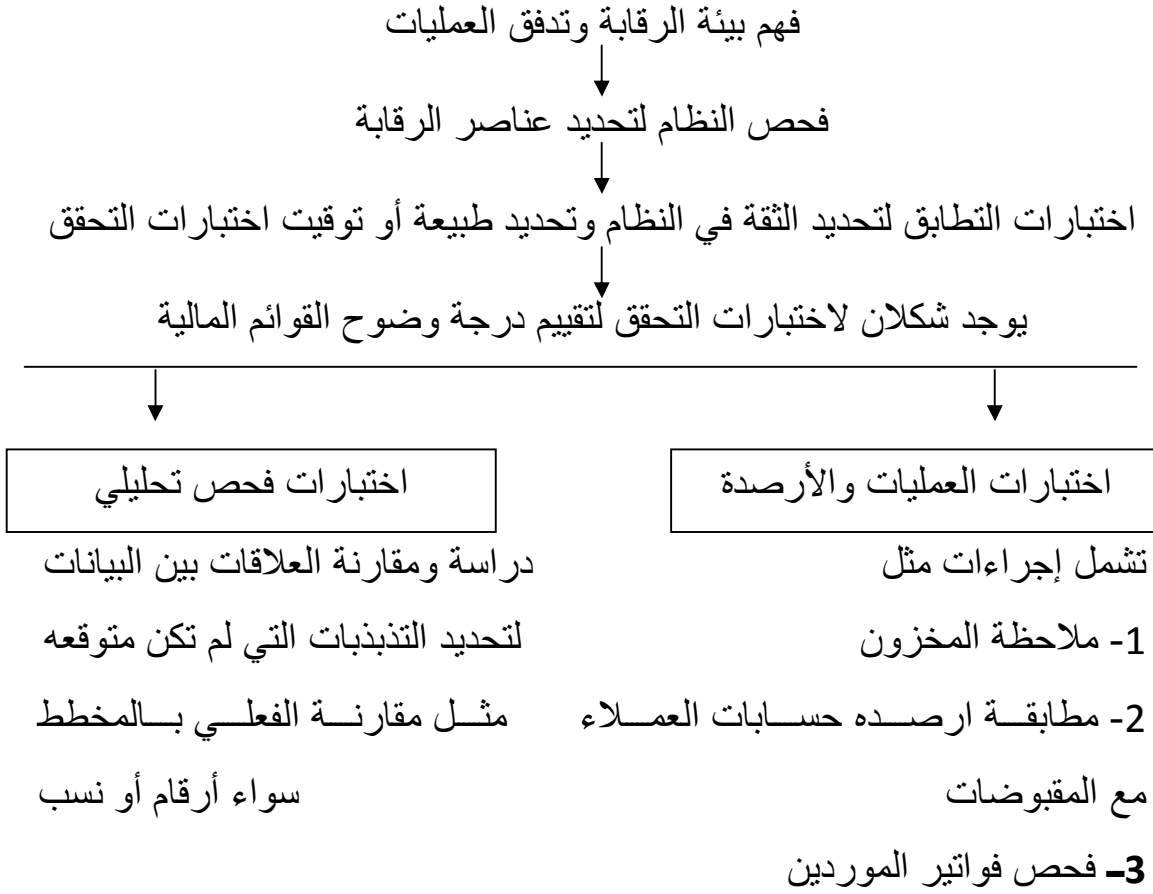 فهم بيئة الرقابة وتدفق العمليات
فحص النظام لتحديد عناصر الرقابة
اختبارات التطابق لتحديد الثقة في النظام وتحديد طبيعة أو توقيت اختبارات التحقق
يوجد شكلان لاختبارات التحقق لتقييم درجة وضوح القوائم المالية
اختبارات العمليات والأرصدة
تشمل إجراءات مثل
1- ملاحظة المخزون
2- مطابقة ارصده حسابات العملاء
مع المقبوضات
3- فحص فواتير الموردين
اختبارات فحص تحليلي
دراسة ومقارنة العلاقات بين البيانات
لتحديد التذبذبات التي لم تكن متوقعه
مثل مقارنة الفعلي بالمخطط
سواء أرقام أو نسب